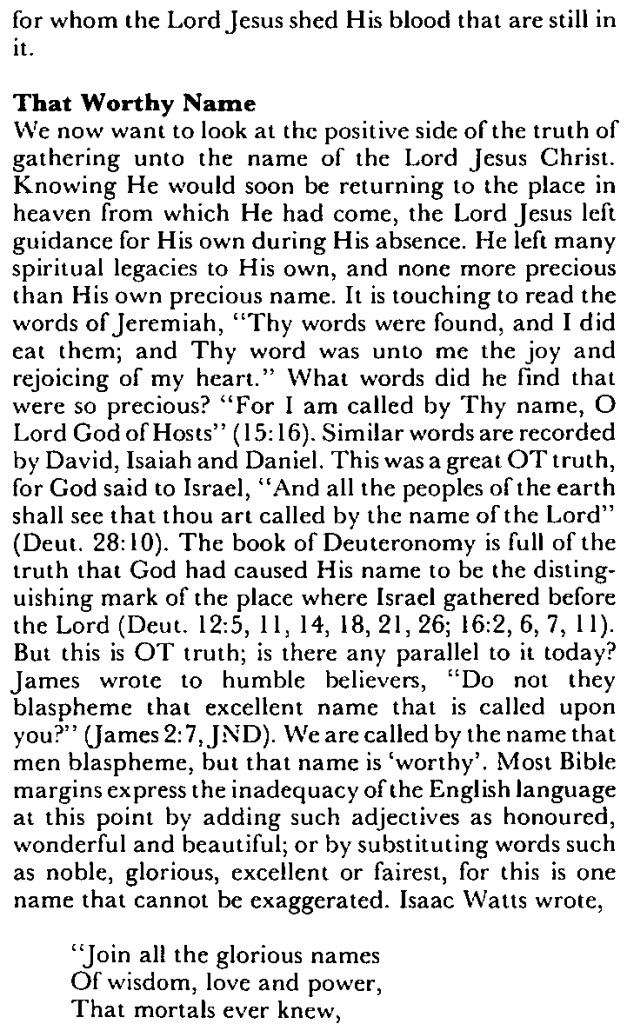 for whom the Lord Jesus shed His blood that are still in
it.
That Worthy Name
We now want to look at the positive side of the truth of
gathering unto the name of the Lord Jesus Christ.
Knowing He would soon be returning to the place in
heaven from which He had come, the Lord Jesus left
guidance for His own during His absence. He left many
spiritual legacies to His own, and none more precious
than His own precious name. It is touching to read the
words of Jeremiah, “Thy words were found, and I did
eat them; and Thy word was unto me the joy and
rejoicing of my heart.” What words did he find that
were so precious? “For I am called by Thy name, O
Lord God of Hosts” (15:16). Similar words are recorded
by David, Isaiah and Daniel. This was a great OT truth,
for God said to Israel, “And all the peoples of the earth
shall see that thou art called by the name of the Lord”
(Deut. 28:10). The book of Deuteronomy is full of the
truth that God had caused His name to be the disting-
uishing mark of the place where Israel gathered before
the Lord (Deut. 12:5, 11, 14, 18, 21, 26; 16:2, 6, 7, 11).
But this is OT truth; is there any parallel to it today?
James wrote to humble believers, “Do not they
blaspheme that excellent name that is called upon
you?” (James 2:7, JND). We are called by the name that
men blaspheme, but that name is ‘worthy’. Most Bible
margins express the inadequacy of the English language
at this point by adding such adjectives as honoured,
wonderful and beautiful; or by substituting words such
as noble, glorious, excellent or fairest, for this is one
name that cannot be exaggerated. Isaac Watts wrote,
“Join all the glorious names
Of wisdom, love and power,
That mortals ever knew,